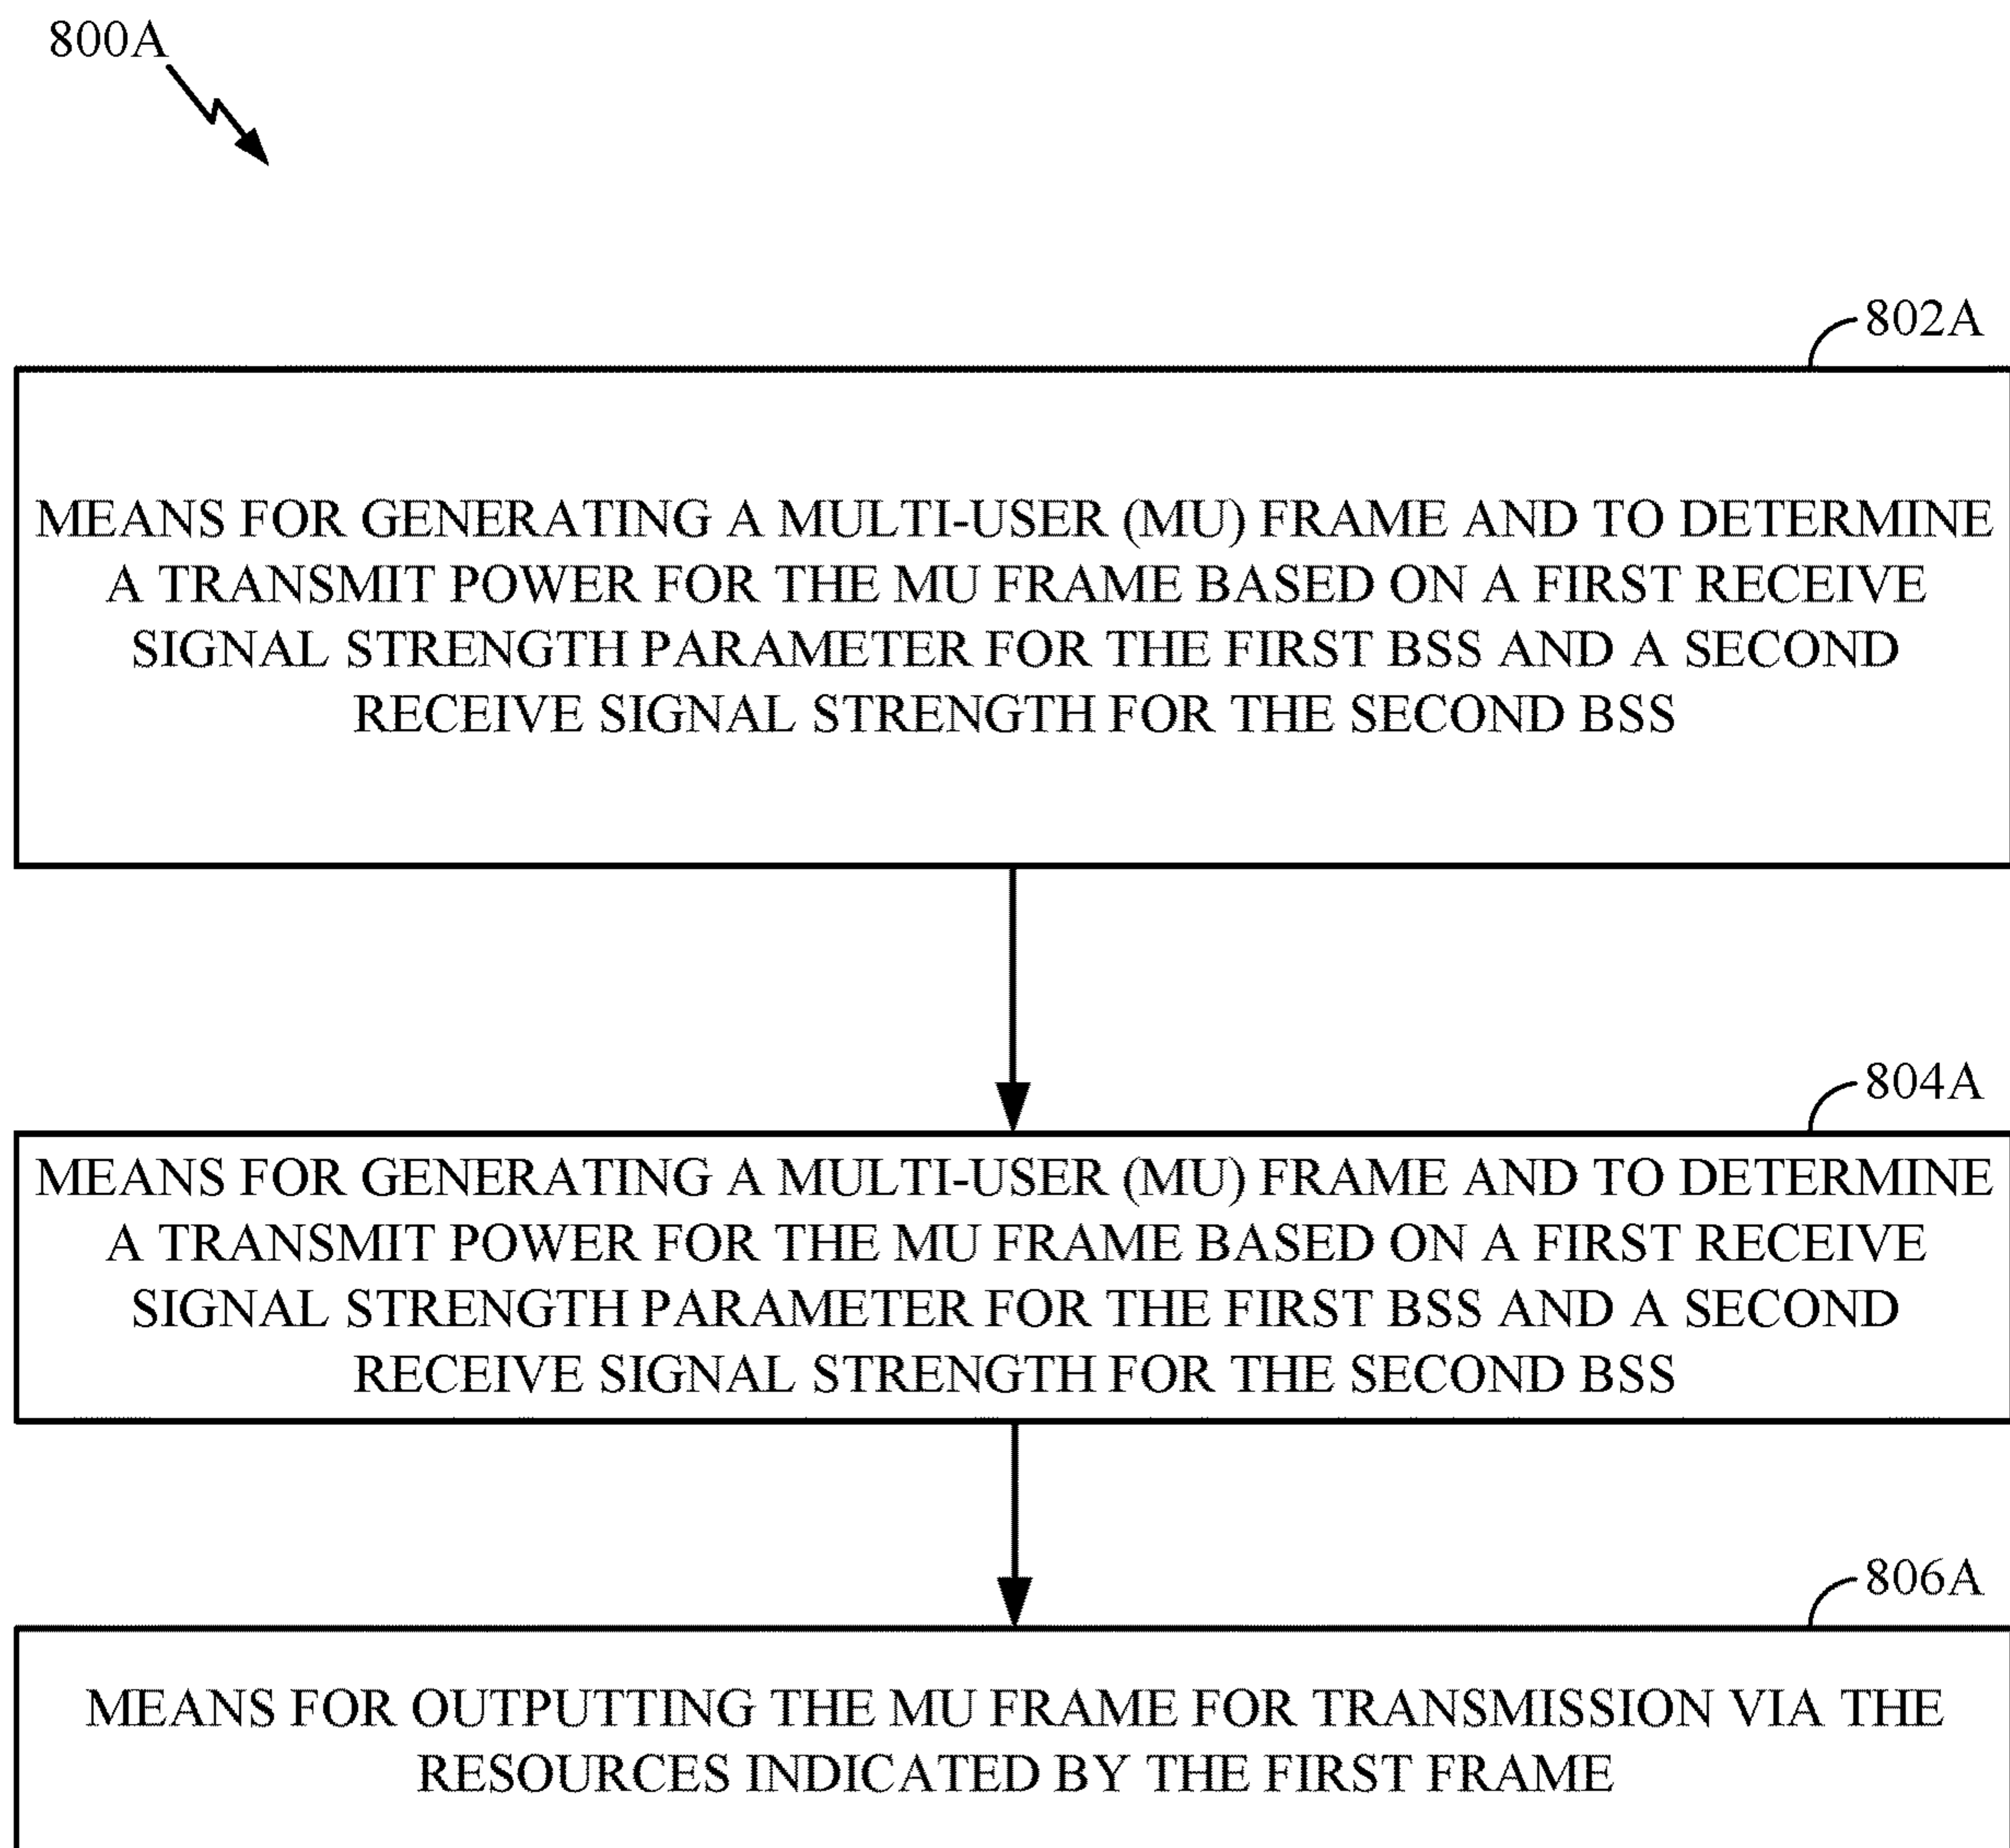 800A
802A
MEANS FOR GENERATING A MULTI-USER (MU) FRAME AND TO DETERMINE
A TRANSMIT POWER FOR THE MU FRAME BASED ON A FIRST RECEIVE
SIGNAL STRENGTH PARAMETER FOR THE FIRST BSS AND A SECOND
RECEIVE SIGNAL STRENGTH FOR THE SECOND BSS
804A
MEANS FOR GENERATING A MULTI-USER (MU) FRAME AND TO DETERMINE
A TRANSMIT POWER FOR THE MU FRAME BASED ON A FIRST RECEIVE
SIGNAL STRENGTH PARAMETER FOR THE FIRST BSS AND A SECOND
RECEIVE SIGNAL STRENGTH FOR THE SECOND BSS
806A
MEANS FOR OUTPUTTING THE MU FRAME FOR TRANSMISSION VIA THE
RESOURCES INDICATED BY THE FIRST FRAME